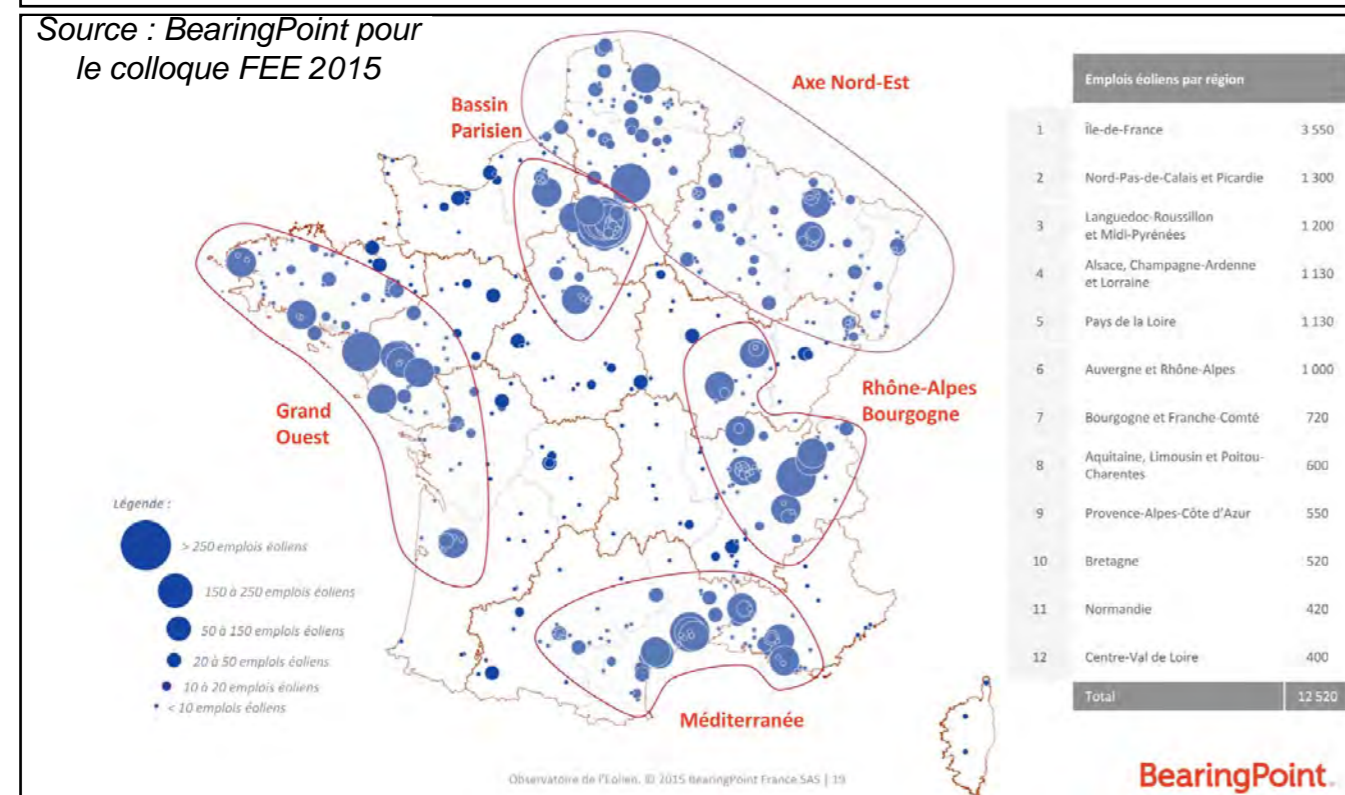 Source : BearingPoint pour
le colloque FEE 2015
Axe Nord-Est
Bassin
Parisien
Grand
Ouest
Rhône-Alpes
Bourgogne
Méditerranée
Légende :
> 250 emplois éoliens
150 à 250 emplois éoliens
50 à 150 emplois éoliens
20 à 50 emplois éoliens
10 à 20 emplois éoliens
< 10 emplois éoliens
Emplois éoliens par région
1 Île-de-France 3 550
2 Nord-Pas-de-Calais et Picardie 1 300
3 Languedoc-Roussillon
et Midi-Pyrénées 1 200
4 Alsace, Champagne-Ardenne
et Lorraine 1 130
5 Pays de la Loire 1 130
6 Auvergne et Rhône-Alpes 1 000
7 Bourgogne et Franche-Comté 720
8 Aquitaine, Limousin et Poitou-
Charentes 600
9 Provence-Alpes-Côte d'Azur 550
10 Bretagne 520
11 Normandie 420
12 Centre-Val de Loire 400
Total 12 520
Observatoire de l'Eolien. © 2015 BearingPoint France SAS | 19
BearingPoint.